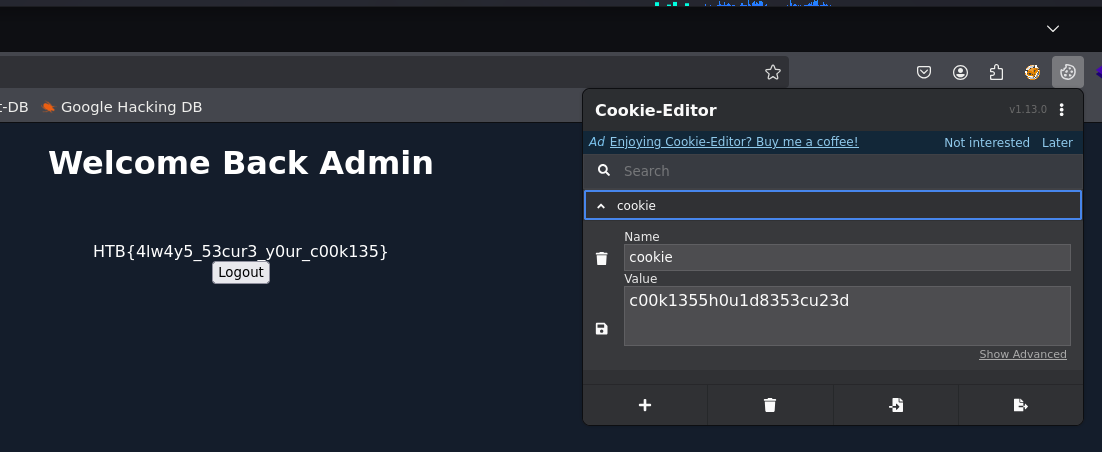 t-DB Google Hacking DB
Welcome Back Admin
HTB{4lw4y5_53cur3_y0ur_c00k135}
Logout
Cookie-Editor v1.13.0
Ad Enjoying Cookie-Editor? Buy me a coffee! Not interested Later
Search
cookie
Name
cookie
Value
c00k1355h0u1d8353cu23d
Show Advanced